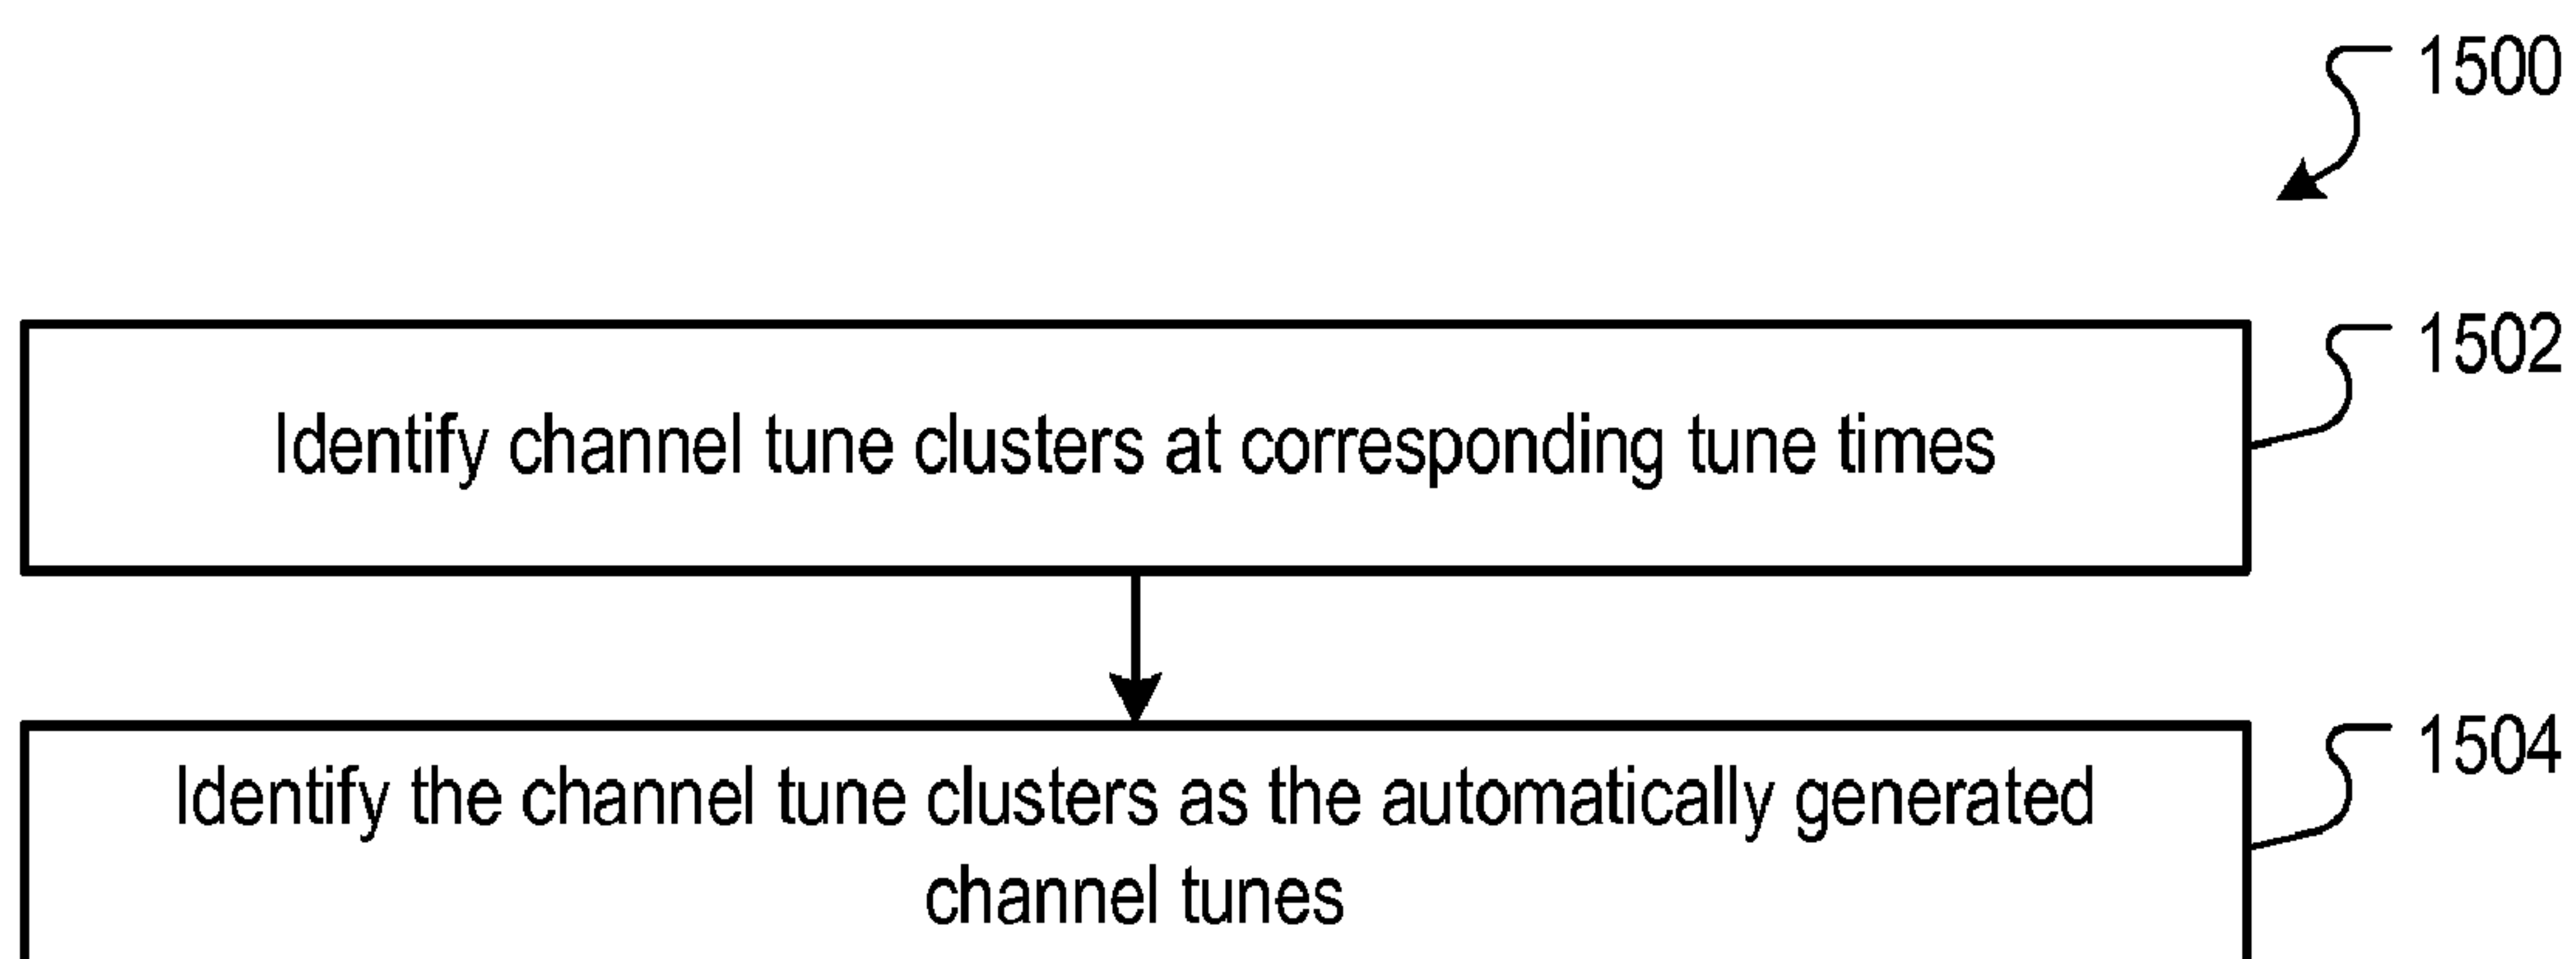 1500
1502
Identify channel tune clusters at corresponding tune times
1504
Identify the channel tune clusters as the automatically generated
channel tunes